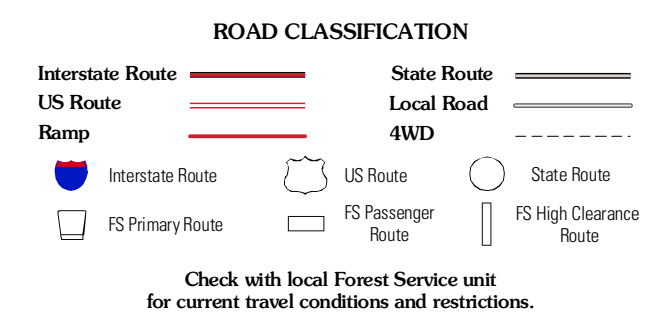 ROAD CLASSIFICATION
Interstate Route
State Route
US Route
Local Road
Ramp
4WD
Interstate Route
US Route
State Route
FS Primary Route
FS Passenger
Route
FS High Clearance
Route
Check with local Forest Service unit
for current travel conditions and restrictions.